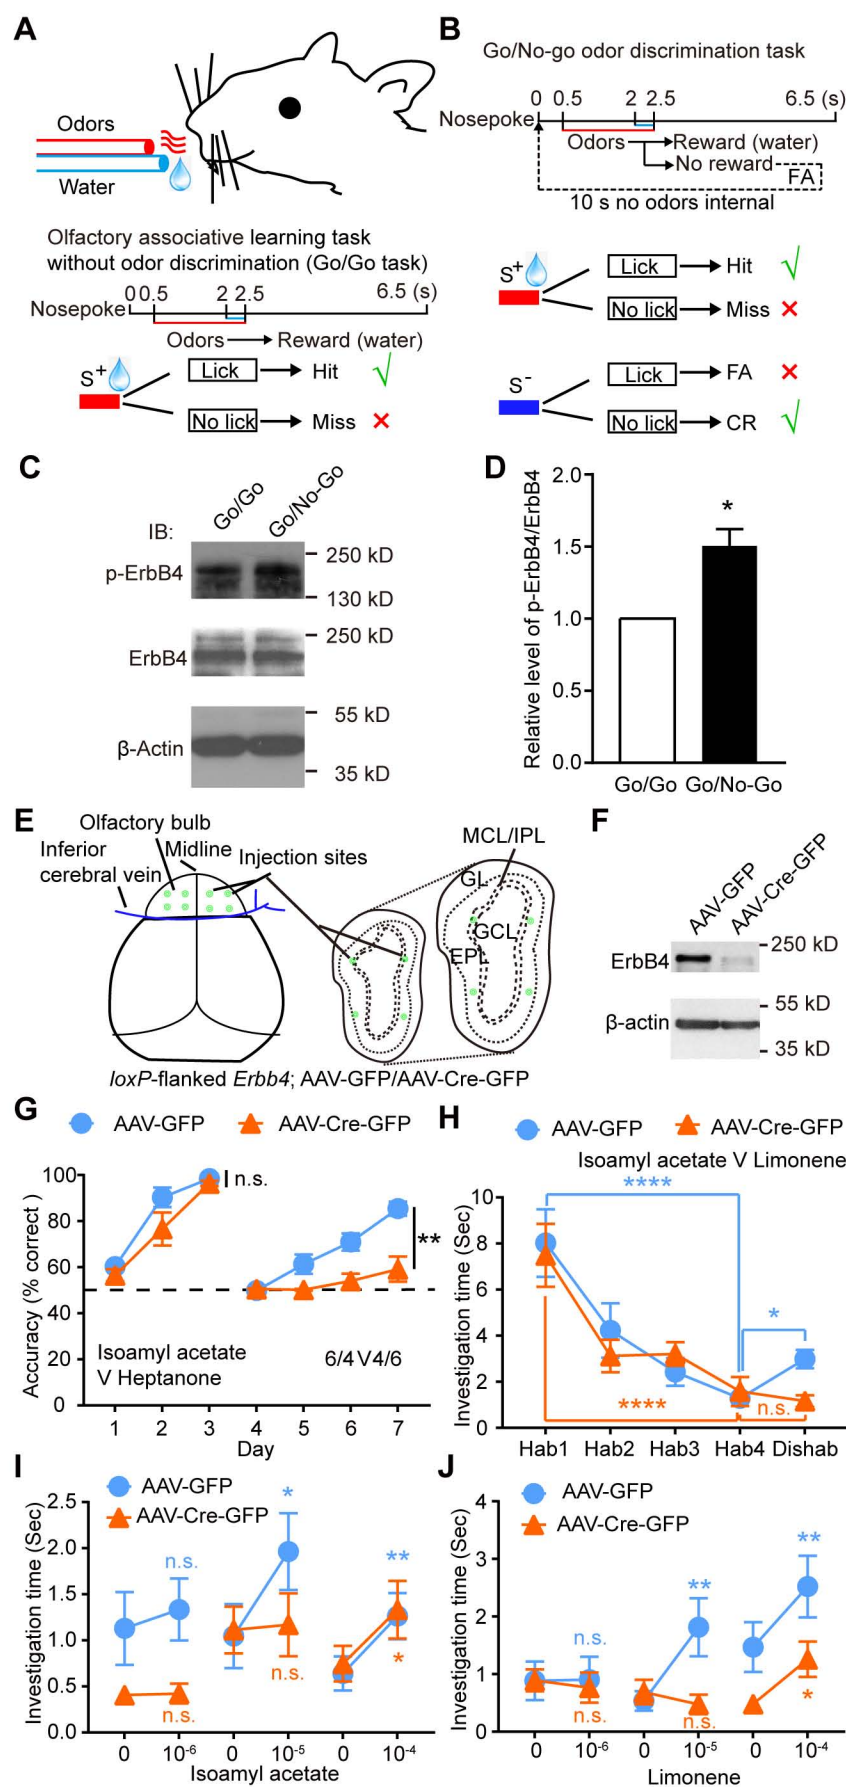 A
Odors
Water
Olfactory associative learning task
without odor discrimination (Go/Go task)
0 0.5 2 2.5 6.5 (s)
Nosepoke
Odors Reward (water)
S+
Lick Hit √
No lick Miss ×
B
Go/No-go odor discrimination task
0 0.5 2 2.5 6.5 (s)
Nosepoke
Odors Reward (water)
No reward
FA
10 s no odors internal
S+
Lick Hit √
No lick Miss ×
S-
Lick FA ×
No lick CR √
C
Go/Go Go/No-Go
IB:
p-ErbB4
250 kD
130 kD
ErbB4
250 kD
β-Actin
55 kD
35 kD
D
Relative level of p-ErbB4/ErbB4
2.0
1.5
1.0
0.5
0.0
*
Go/Go Go/No-Go
E
Olfactory bulb
Inferior
cerebral vein
Midline
Injection sites
MCL/IPL
GL
GCL
EPL
loxP-flanked Erbb4; AAV-GFP/AAV-Cre-GFP
F
AAV-GFP AAV-Cre-GFP
ErbB4
250 kD
β-actin
55 kD
35 kD
G
AAV-GFP AAV-Cre-GFP
Accuracy (% correct )
100
80
60
40
20
0
n.s.
**
Isoamyl acetate
V Heptanone
6/4 V 4/6
1 2 3 4 5 6 7
Day
H
AAV-GFP AAV-Cre-GFP
Isoamyl acetate V Limonene
Investigation time (Sec)
10
8
6
4
2
0
****
*
****
n.s.
Hab1 Hab2 Hab3 Hab4 Dishab
I
AAV-GFP
AAV-Cre-GFP
Investigation time (Sec)
2.5
2.0
1.5
1.0
0.5
0.0
n.s.
*
**
n.s.
n.s.
*
0 10-6 0 10-5 0 10-4
Isoamyl acetate
J
AAV-GFP
AAV-Cre-GFP
Investigation time (Sec)
4
3
2
1
0
n.s.
**
**
n.s.
n.s.
*
0 10-6 0 10-5 0 10-4
Limonene